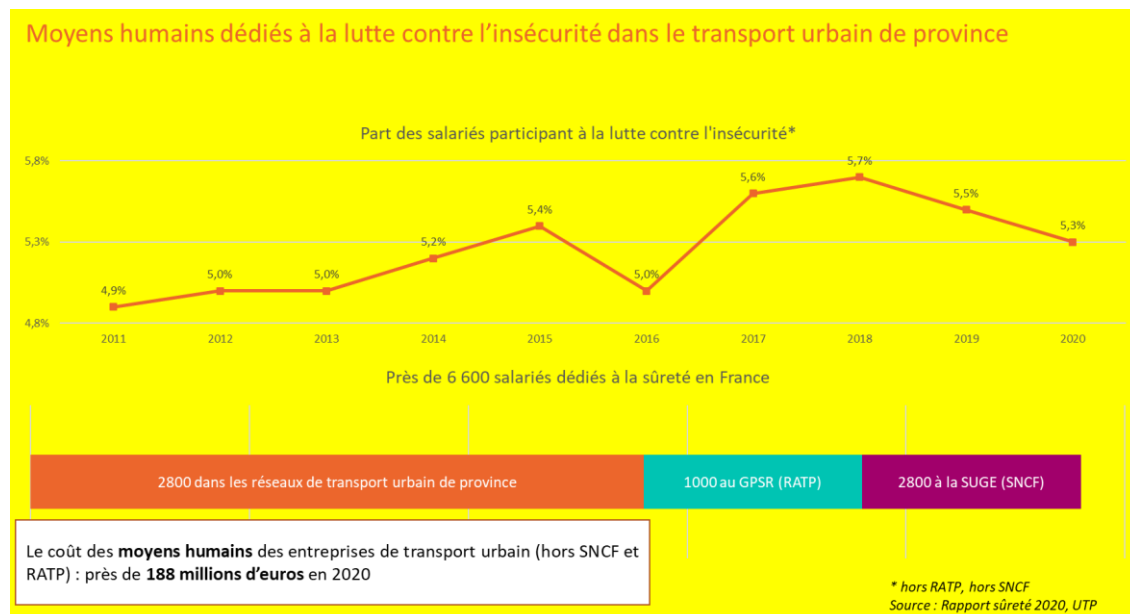 Moyens humains dédiés à la lutte contre l'insécurité dans le transport urbain de province
Part des salariés participant à la lutte contre l'insécurité*
5,8%
5,3%
4,8%
4,9%
5,0%
5,0%
5,2%
5,4%
5,0%
5,6%
5,7%
5,5%
5,3%
2011
2012
2013
2014
2015
2016
2017
2018
2019
2020
Près de 6 600 salariés dédiés à la sûreté en France
2800 dans les réseaux de transport urbain de province
1000 au GPSR (RATP)
2800 à la SUGE (SNCF)
Le coût des moyens humains des entreprises de transport urbain (hors SNCF et
RATP) : près de 188 millions d'euros en 2020
* hors RATP, hors SNCF
Source : Rapport sûreté 2020, UTP